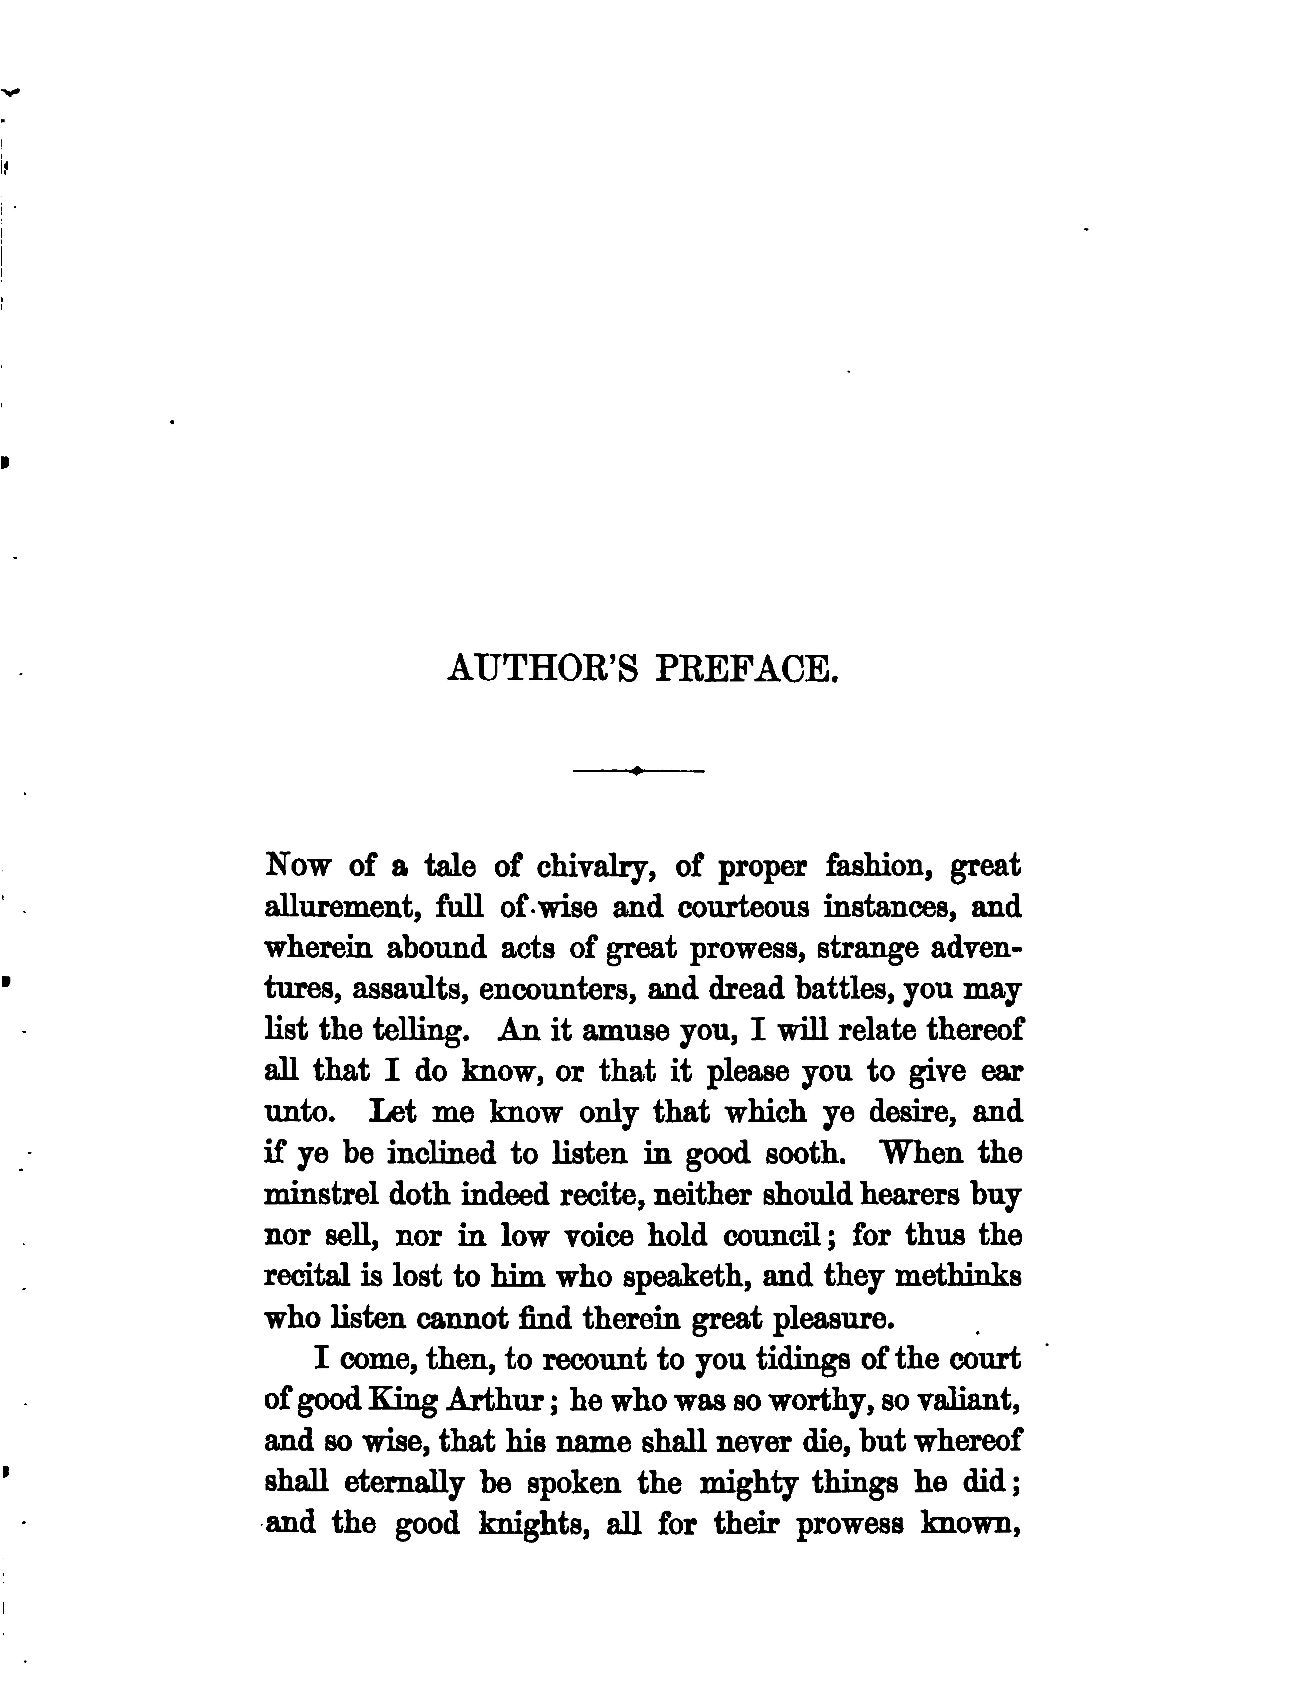 AUTHOR'S PREFACE.
Now of a tale of chivalry, of proper fashion, great
allurement, full of wise and courteous instances, and
wherein abound acts of great prowess, strange adven-
tures, assaults, encounters, and dread battles, you may
list the telling. An it amuse you, I will relate thereof
all that I do know, or that it please you to give ear
unto. Let me know only that which ye desire, and
if ye be inclined to listen in good sooth. When the
minstrel doth indeed recite, neither should hearers buy
nor sell, nor in low voice hold council; for thus the
recital is lost to him who speaketh, and they methinks
who listen cannot find therein great pleasure.
I come, then, to recount to you tidings of the court
of good King Arthur; he who was so worthy, so valiant,
and so wise, that his name shall never die, but whereof
shall eternally be spoken the mighty things he did;
and the good knights, all for their prowess known,